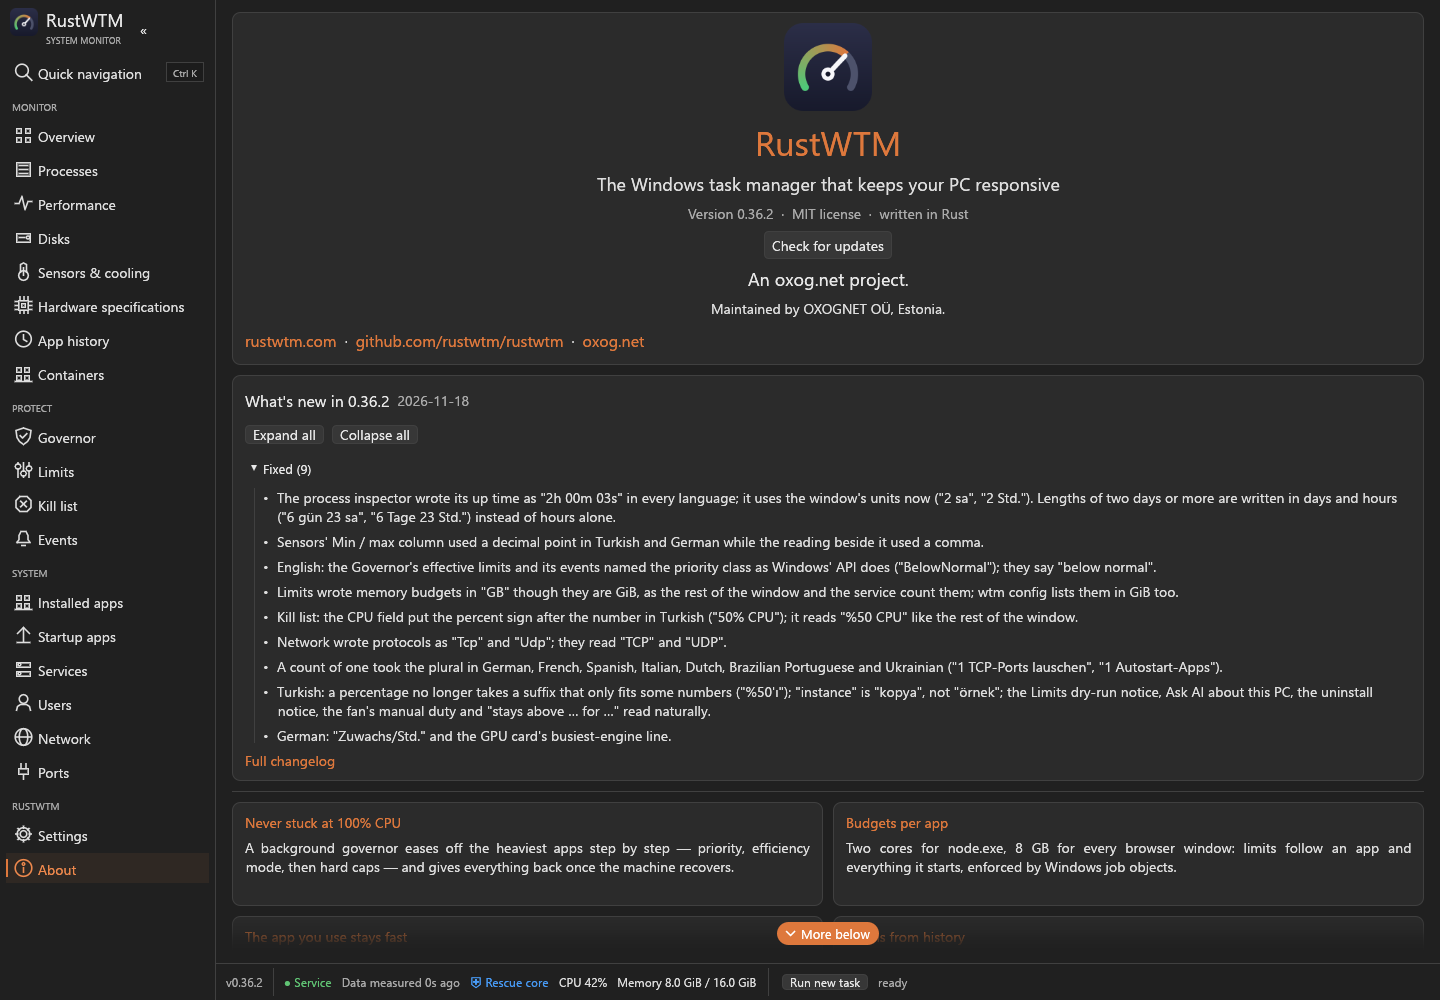 RustWTM
SYSTEM MONITOR
«
Quick navigation
Ctrl K
MONITOR
Overview
Processes
Performance
Disks
Sensors & cooling
Hardware specifications
App history
Containers
PROTECT
Governor
Limits
Kill list
Events
SYSTEM
Installed apps
Startup apps
Services
Users
Network
Ports
RUSTWTM
Settings
About
RustWTM
The Windows task manager that keeps your PC responsive
Version 0.36.2 · MIT license · written in Rust
Check for updates
An oxog.net project.
Maintained by OXOGNET OÜ, Estonia.
rustwtm.com · github.com/rustwtm/rustwtm · oxog.net
What's new in 0.36.2 2026-11-18
Expand all
Collapse all
▼ Fixed (9)
• The process inspector wrote its up time as "2h 00m 03s" in every language; it uses the window's units now ("2 sa", "2 Std."). Lengths of two days or more are written in days and hours
("6 gün 23 sa", "6 Tage 23 Std.") instead of hours alone.
• Sensors' Min / max column used a decimal point in Turkish and German while the reading beside it used a comma.
• English: the Governor's effective limits and its events named the priority class as Windows' API does ("BelowNormal"); they say "below normal".
• Limits wrote memory budgets in "GB" though they are GiB, as the rest of the window and the service count them; wtm config lists them in GiB too.
• Kill list: the CPU field put the percent sign after the number in Turkish ("50% CPU"); it reads "%50 CPU" like the rest of the window.
• Network wrote protocols as "Tcp" and "Udp"; they read "TCP" and "UDP".
• A count of one took the plural in German, French, Spanish, Italian, Dutch, Brazilian Portuguese and Ukrainian ("1 TCP-Ports lauschen", "1 Autostart-Apps").
• Turkish: a percentage no longer takes a suffix that only fits some numbers ("%50'ı"); "instance" is "kopya", not "örnek"; the Limits dry-run notice, Ask AI about this PC, the uninstall
notice, the fan's manual duty and "stays above … for …" read naturally.
• German: "Zuwachs/Std." and the GPU card's busiest-engine line.
Full changelog
Never stuck at 100% CPU
A background governor eases off the heaviest apps step by step — priority, efficiency
mode, then hard caps — and gives everything back once the machine recovers.
Budgets per app
Two cores for node.exe, 8 GB for every browser window: limits follow an app and
everything it starts, enforced by Windows job objects.
The app you use stays fast
from history
More below
v0.36.2
● Service
Data measured 0s ago
Rescue core
CPU 42%
Memory 8.0 GiB / 16.0 GiB
Run new task
ready